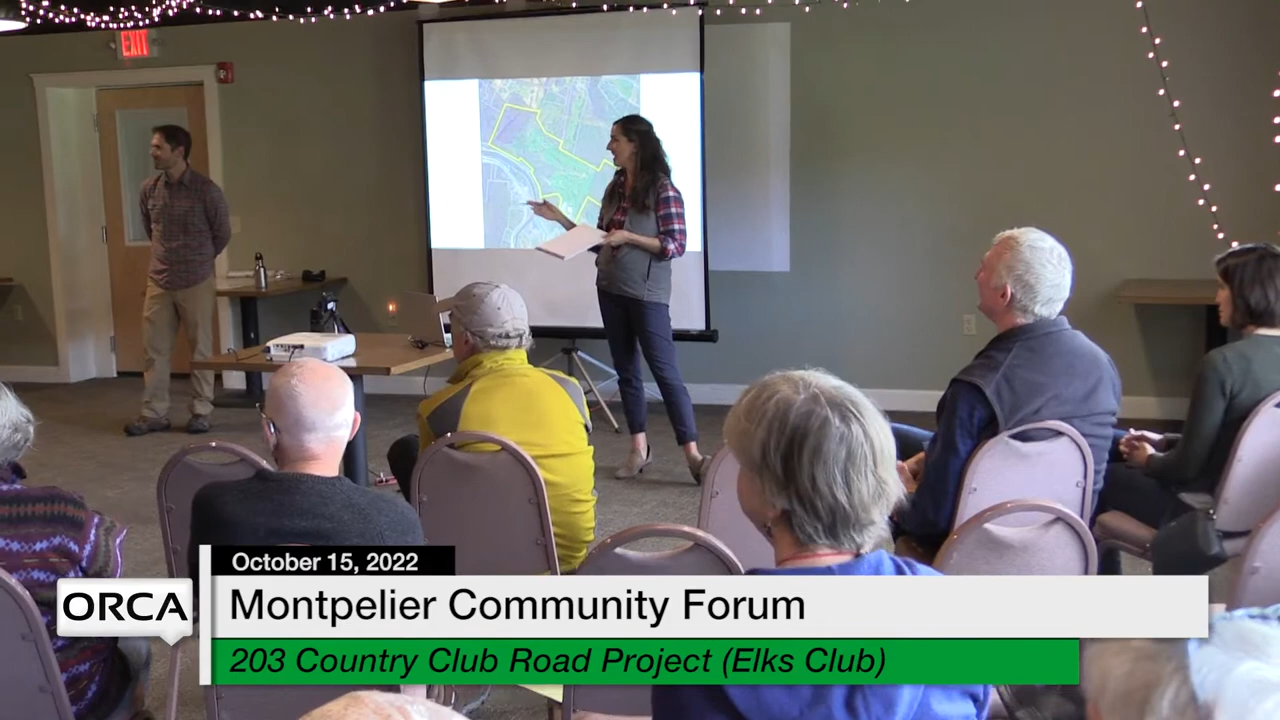 EXIT
October 15, 2022
ORCA
Montpelier Community Forum
203 Country Club Road Project (Elks Club)